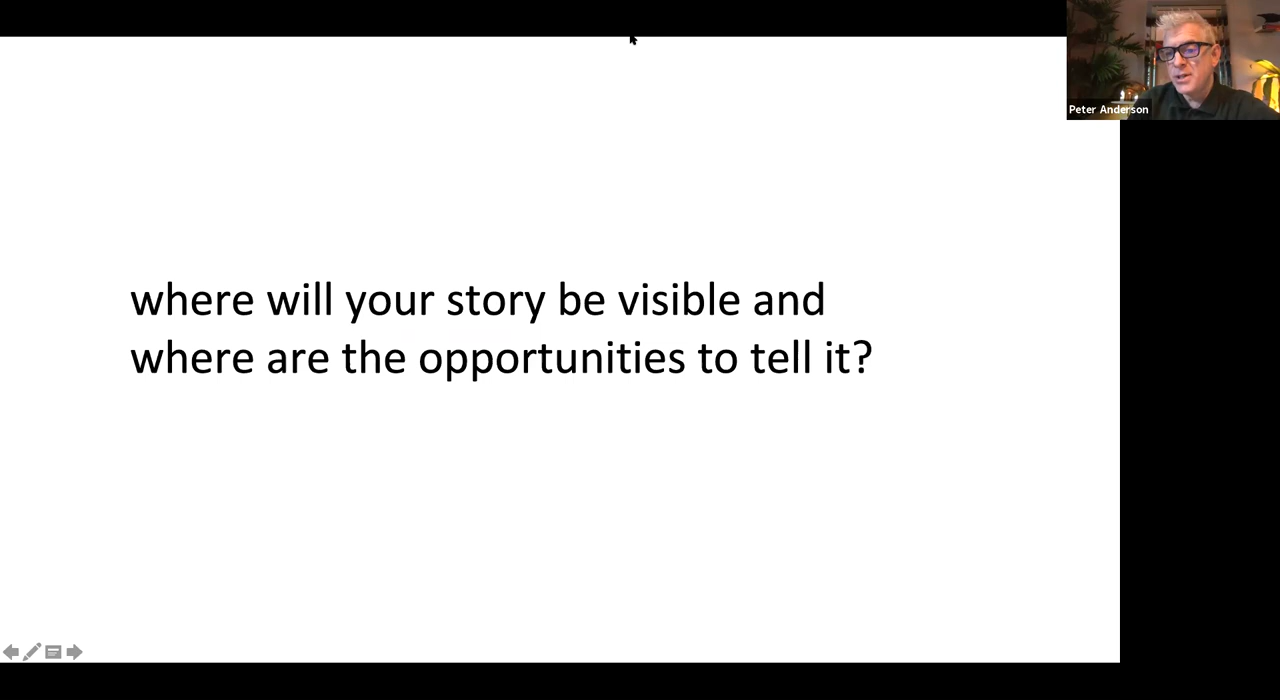 Peter Anderson
where will your story be visible and
where are the opportunities to tell it?